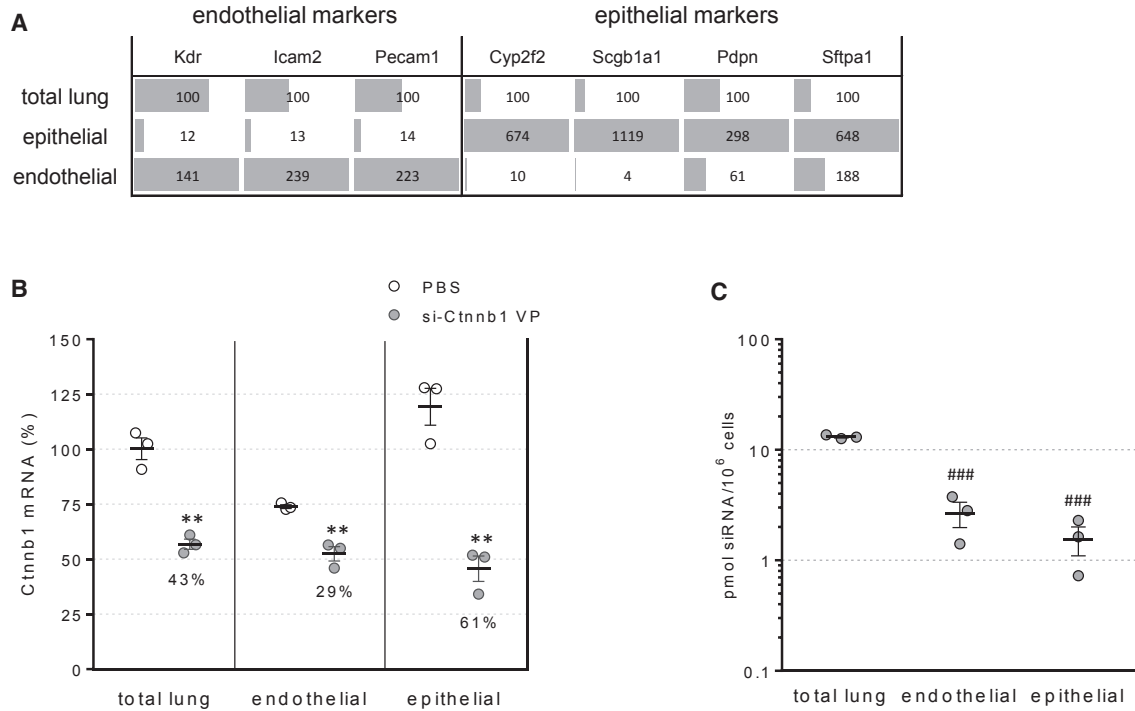 A
endothelial markers epithelial markers
Kdr Icam2 Pecam1 Cyp2f2 Scgb1a1 Pdpn Sftpa1
total lung 100 100 100 100 100 100 100
epithelial 12 13 14 674 1119 298 648
endothelial 141 239 223 10 4 61 188
B
PBS
si-Ctnnb1 VP
Ctnnb1 mRNA (%)
150
125
100
75
50
25
0
**
43%
**
29%
**
61%
total lung endothelial epithelial
C
pmol siRNA/10⁶ cells
100
10
1
0.1
###
###
total lung endothelial epithelial